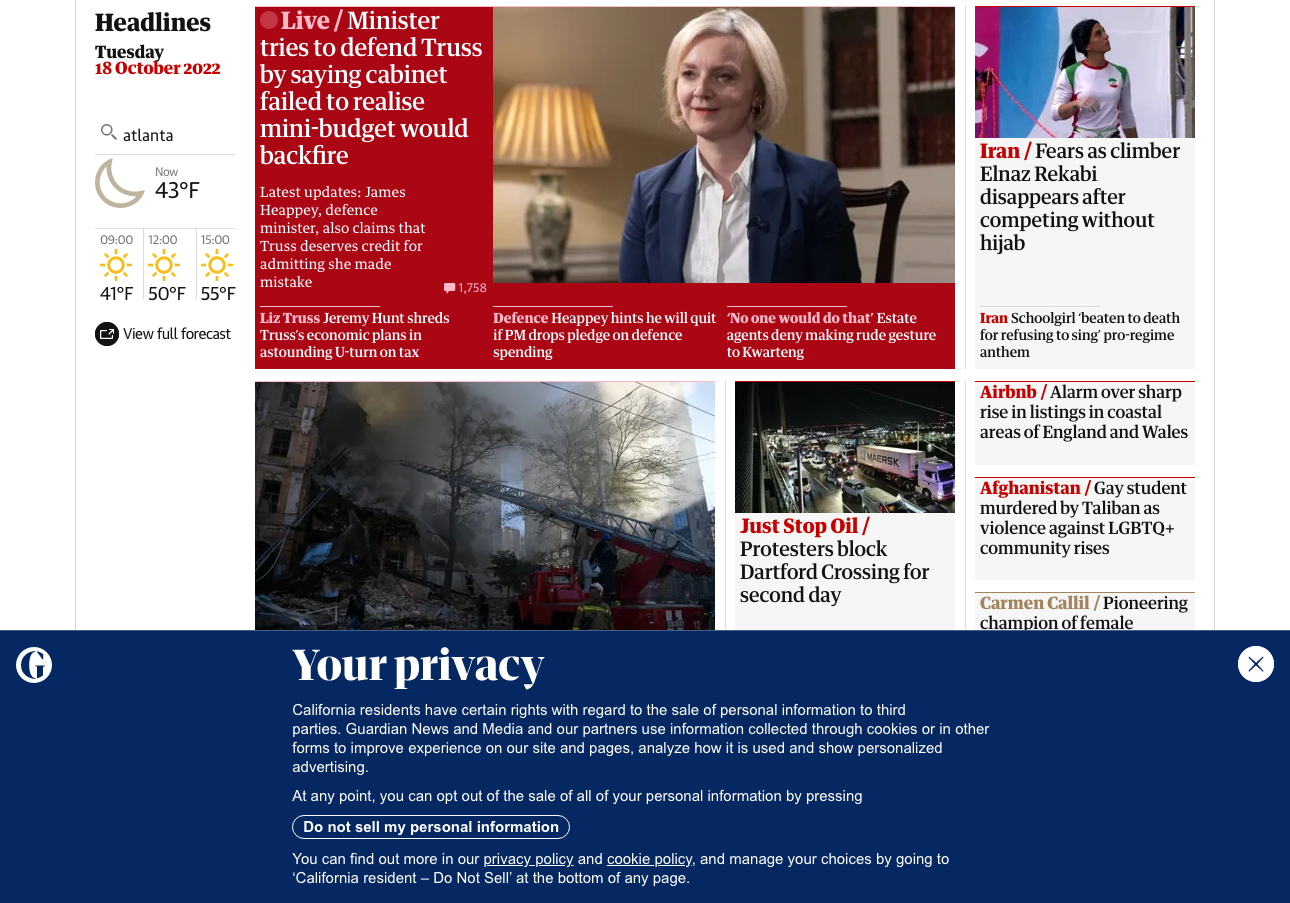 Headlines
Tuesday
18 October 2022
atlanta
Now
43°F
09:00
12:00
15:00
41°F
50°F
55°F
View full forecast
Live / Minister
tries to defend Truss
by saying cabinet
failed to realise
mini-budget would
backfire
Latest updates: James
Heappey, defence
minister, also claims that
Truss deserves credit for
admitting she made
mistake
1,758
Liz Truss Jeremy Hunt shreds
Truss's economic plans in
astounding U-turn on tax
Defence Heappey hints he will quit
if PM drops pledge on defence
spending
'No one would do that' Estate
agents deny making rude gesture
to Kwarteng
Iran / Fears as climber
Elnaz Rekabi
disappears after
competing without
hijab
Iran Schoolgirl 'beaten to death
for refusing to sing' pro-regime
anthem
MAERSK
Just Stop Oil /
Protesters block
Dartford Crossing for
second day
Airbnb / Alarm over sharp
rise in listings in coastal
areas of England and Wales
Afghanistan / Gay student
murdered by Taliban as
violence against LGBTQ+
community rises
Carmen Callil / Pioneering
champion of female
G
Your privacy
California residents have certain rights with regard to the sale of personal information to third
parties. Guardian News and Media and our partners use information collected through cookies or in other
forms to improve experience on our site and pages, analyze how it is used and show personalized
advertising.
At any point, you can opt out of the sale of all of your personal information by pressing
Do not sell my personal information
You can find out more in our privacy policy and cookie policy, and manage your choices by going to
'California resident – Do Not Sell' at the bottom of any page.